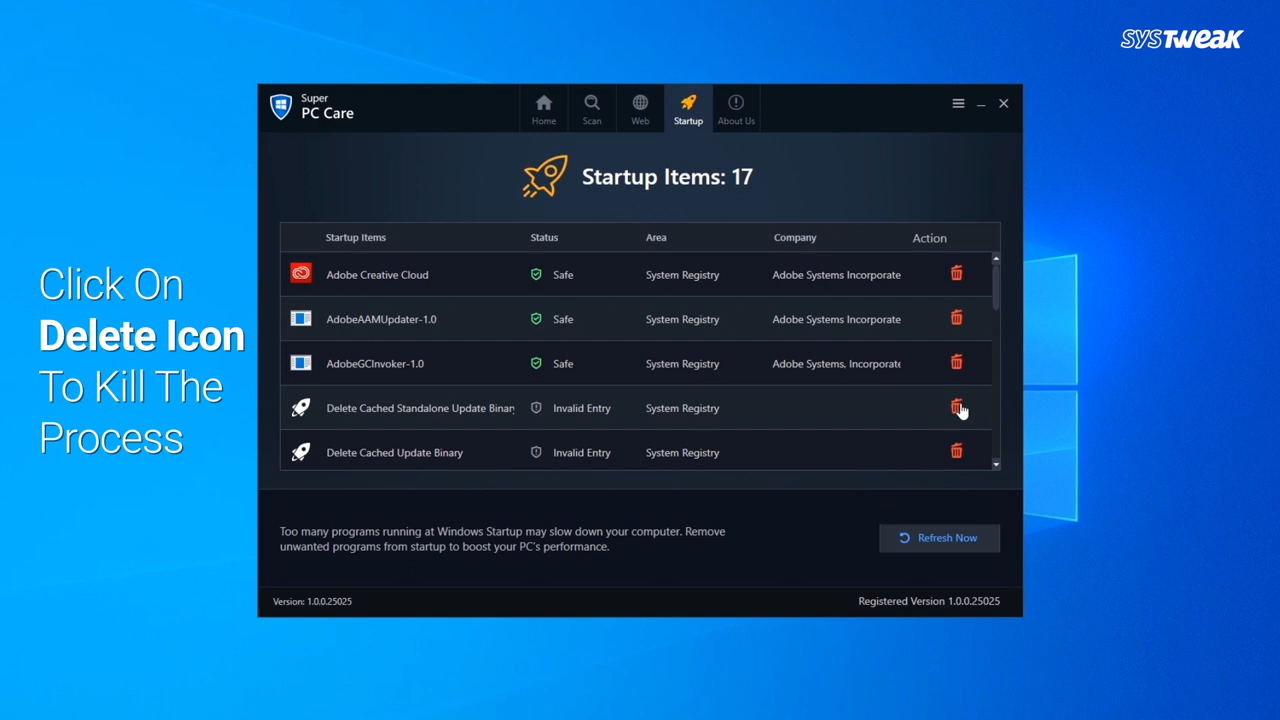 SYSTWEAK
Super
PC Care
Home
Scan
Web
Startup
About Us
Startup Items: 17
Startup Items Status Area Company Action
Adobe Creative Cloud Safe System Registry Adobe Systems Incorporate
AdobeAAMUpdater-1.0 Safe System Registry Adobe Systems Incorporate
AdobeGCInvoker-1.0 Safe System Registry Adobe Systems, Incorporate
Delete Cached Standalone Update Binar Invalid Entry System Registry
Delete Cached Update Binary Invalid Entry System Registry
Too many programs running at Windows Startup may slow down your computer. Remove
unwanted programs from startup to boost your PC's performance.
Refresh Now
Version: 1.0.0.25025
Registered Version 1.0.0.25025
Click On
Delete Icon
To Kill The
Process